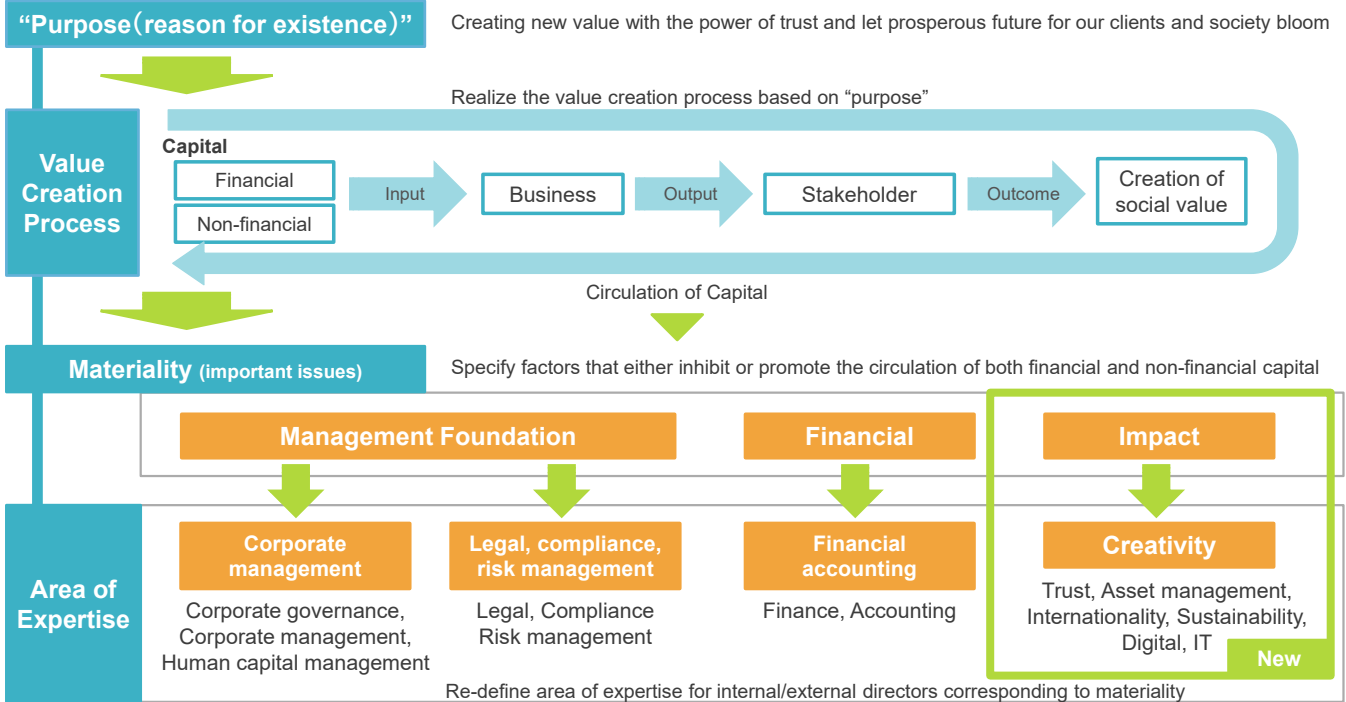 “Purpose（reason for existence）”
Creating new value with the power of trust and let prosperous future for our clients and society bloom
Realize the value creation process based on “purpose”
Value
Creation
Process
Capital
Financial
Non-financial
Input
Business
Output
Stakeholder
Outcome
Creation of
social value
Circulation of Capital
Materiality (important issues)
Specify factors that either inhibit or promote the circulation of both financial and non-financial capital
Management Foundation
Financial
Impact
Area of
Expertise
Corporate
management
Corporate governance,
Corporate management,
Human capital management
Legal, compliance,
risk management
Legal, Compliance
Risk management
Financial
accounting
Finance, Accounting
Creativity
Trust, Asset management,
Internationality, Sustainability,
Digital, IT
New
Re-define area of expertise for internal/external directors corresponding to materiality